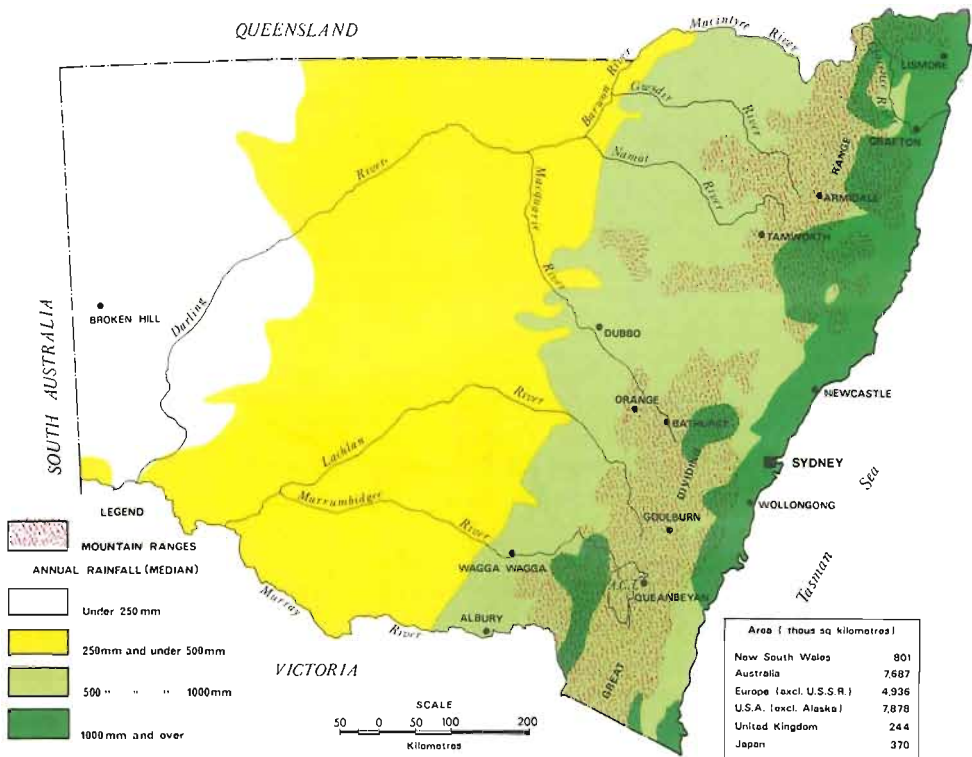 QUEENSLAND
Macintyre River
Barwon River
Gwydir River
Namoi River
Macquarie River
Darling River
Lachlan River
Murrumbidgee River
Murray River
Clarence R
LISMORE
GRAFTON
RANGE
ARMIDALE
TAMWORTH
BROKEN HILL
DUBBO
SOUTH AUSTRALIA
ORANGE
BATHURST
NEWCASTLE
DIVIDING
SYDNEY
WOLLONGONG
Tasman Sea
GOULBURN
WAGGA WAGGA
A.C.T.
QUEANBEYAN
ALBURY
GREAT
VICTORIA
LEGEND
MOUNTAIN RANGES
ANNUAL RAINFALL (MEDIAN)
Under 250 mm
250mm and under 500mm
500 " " " 1000mm
1000mm and over
SCALE
50 0 50 100 200
Kilometres
Area ( thous sq kilometres)
New South Wales 801
Australia 7,687
Europe (excl. U.S.S.R.) 4,936
U.S.A. (excl. Alaska) 7,878
United Kingdom 244
Japan 370